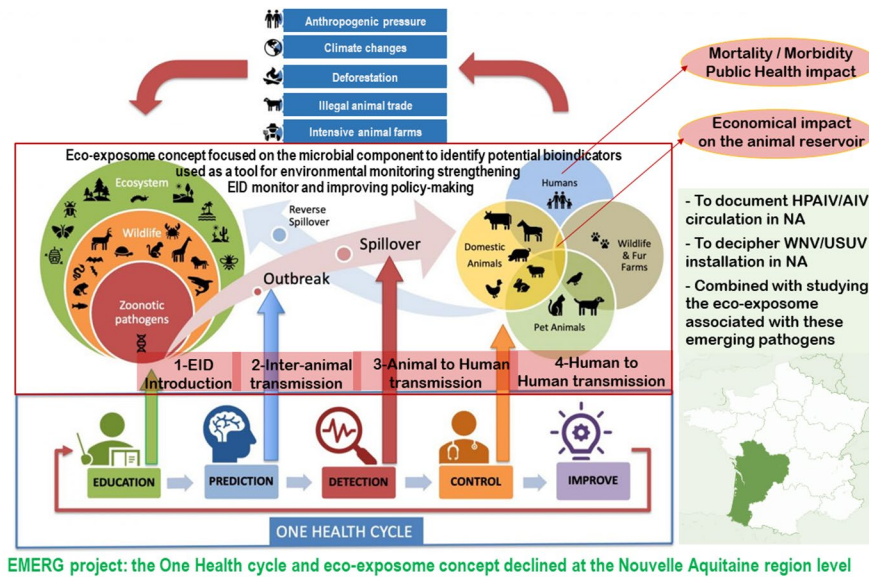 Anthropogenic pressure
Climate changes
Deforestation
Illegal animal trade
Intensive animal farms
Mortality / Morbidity
Public Health impact
Economical impact
on the animal reservoir
Eco-exposome concept focused on the microbial component to identify potential bioindicators
used as a tool for environmental monitoring strengthening
EID monitor and improving policy-making
Ecosystem
Wildlife
Zoonotic
pathogens
Reverse
Spillover
Spillover
Outbreak
Humans
Domestic
Animals
Wildlife
& Fur
Farms
Pet Animals
1-EID
Introduction
2-Inter-animal
transmission
3-Animal to Human
transmission
4-Human to
Human transmission
- To document HPAIV/AIV
circulation in NA
- To decipher WNV/USUV
installation in NA
- Combined with studying
the eco-exposome
associated with these
emerging pathogens
EDUCATION
PREDICTION
DETECTION
CONTROL
IMPROVE
ONE HEALTH CYCLE
EMERG project: the One Health cycle and eco-exposome concept declined at the Nouvelle Aquitaine region level